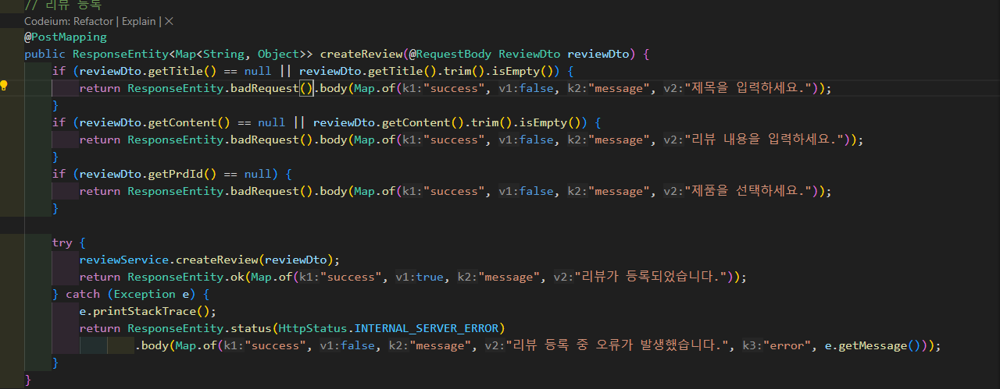 // 리뷰 등록
Codeium: Refactor | Explain | ×
@PostMapping
public ResponseEntity<Map<String, Object>> createReview(@RequestBody ReviewDto reviewDto) {
if (reviewDto.getTitle() == null || reviewDto.getTitle().trim().isEmpty()) {
return ResponseEntity.badRequest().body(Map.of(k1:"success", v1:false, k2:"message", v2:"제목을 입력하세요."));
}
if (reviewDto.getContent() == null || reviewDto.getContent().trim().isEmpty()) {
return ResponseEntity.badRequest().body(Map.of(k1:"success", v1:false, k2:"message", v2:"리뷰 내용을 입력하세요."));
}
if (reviewDto.getPrdId() == null) {
return ResponseEntity.badRequest().body(Map.of(k1:"success", v1:false, k2:"message", v2:"제품을 선택하세요."));
}
try {
reviewService.createReview(reviewDto);
return ResponseEntity.ok(Map.of(k1:"success", v1:true, k2:"message", v2:"리뷰가 등록되었습니다."));
} catch (Exception e) {
e.printStackTrace();
return ResponseEntity.status(HttpStatus.INTERNAL_SERVER_ERROR)
.body(Map.of(k1:"success", v1:false, k2:"message", v2:"리뷰 등록 중 오류가 발생했습니다.", k3:"error", e.getMessage()));
}
}